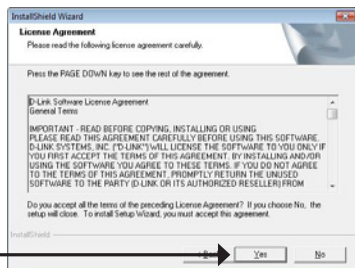 InstallShield Wizard
License Agreement
Please read the following license agreement carefully.
Press the PAGE DOWN key to see the rest of the agreement.
D-Link Software License Agreement
General Terms
IMPORTANT - READ BEFORE COPYING, INSTALLING OR USING
PLEASE READ THIS AGREEMENT CAREFULLY BEFORE USING THIS SOFTWARE.
D-LINK SYSTEMS, INC. ("D-LINK") WILL LICENSE THE SOFTWARE TO YOU ONLY IF
YOU FIRST ACCEPT THE TERMS OF THIS AGREEMENT. BY INSTALLING AND/OR
USING THE SOFTWARE YOU AGREE TO THESE TERMS. IF YOU DO NOT AGREE
TO THE TERMS OF THIS AGREEMENT, PROMPTLY RETURN THE UNUSED
SOFTWARE TO THE PARTY (D-LINK OR ITS AUTHORIZED RESELLER) FROM
Do you accept all the terms of the preceding License Agreement? If you choose No, the
setup will close. To install Setup Wizard, you must accept this agreement.
InstallShield
Yes No